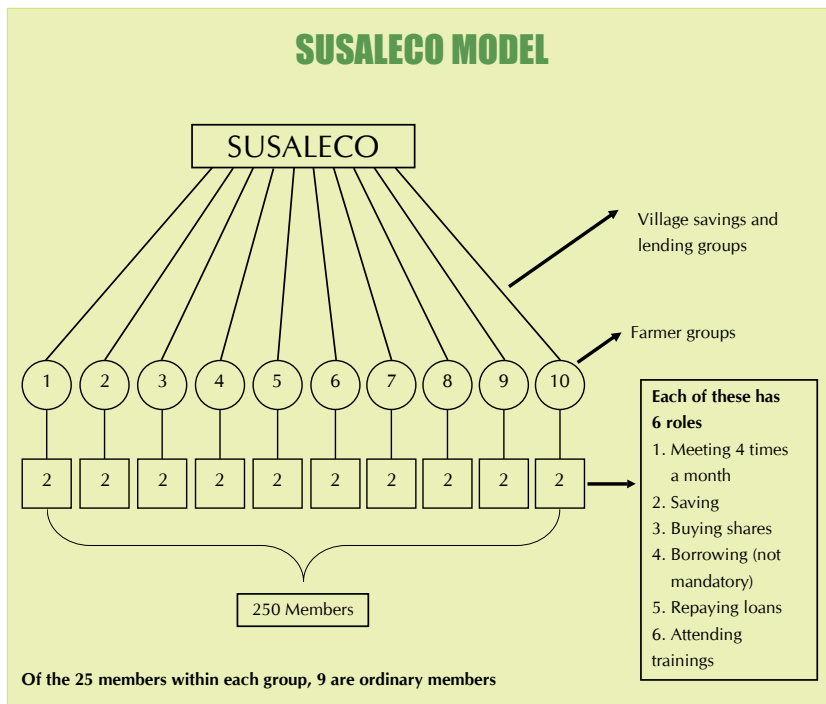 SUSALECO MODEL
SUSALECO
Village savings and
lending groups
Farmer groups
1 2 3 4 5 6 7 8 9 10
2 2 2 2 2 2 2 2 2 2
Each of these has
6 roles
1. Meeting 4 times
a month
2. Saving
3. Buying shares
4. Borrowing (not
mandatory)
5. Repaying loans
6. Attending
trainings
250 Members
Of the 25 members within each group, 9 are ordinary members